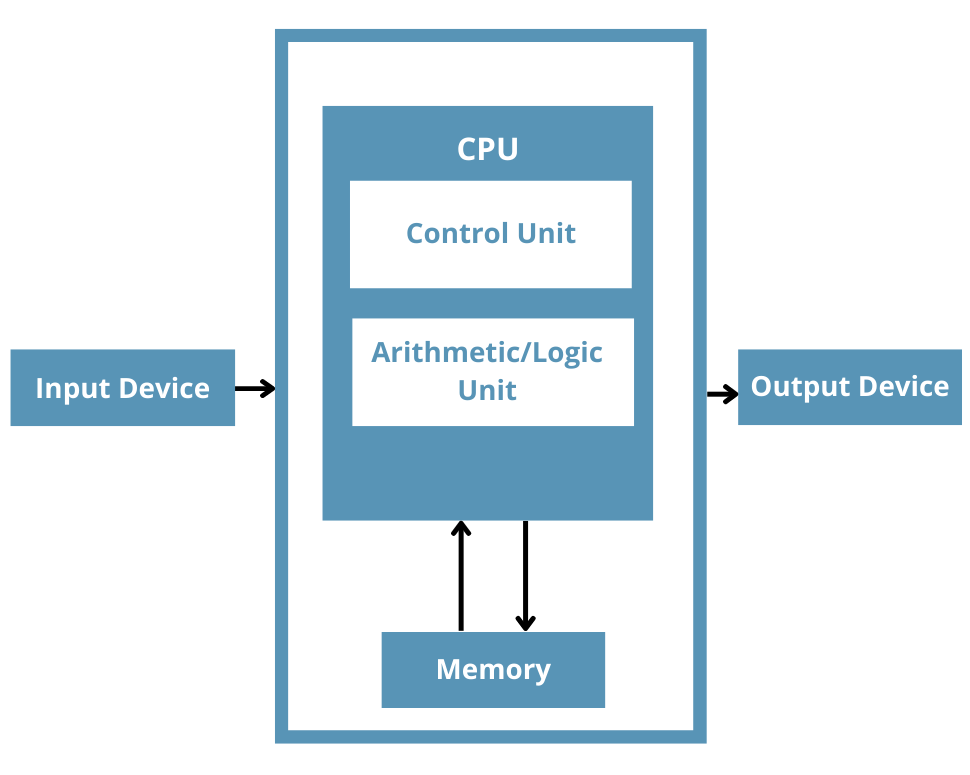 CPU
Control Unit
Arithmetic/Logic
Unit
Input Device
Output Device
Memory